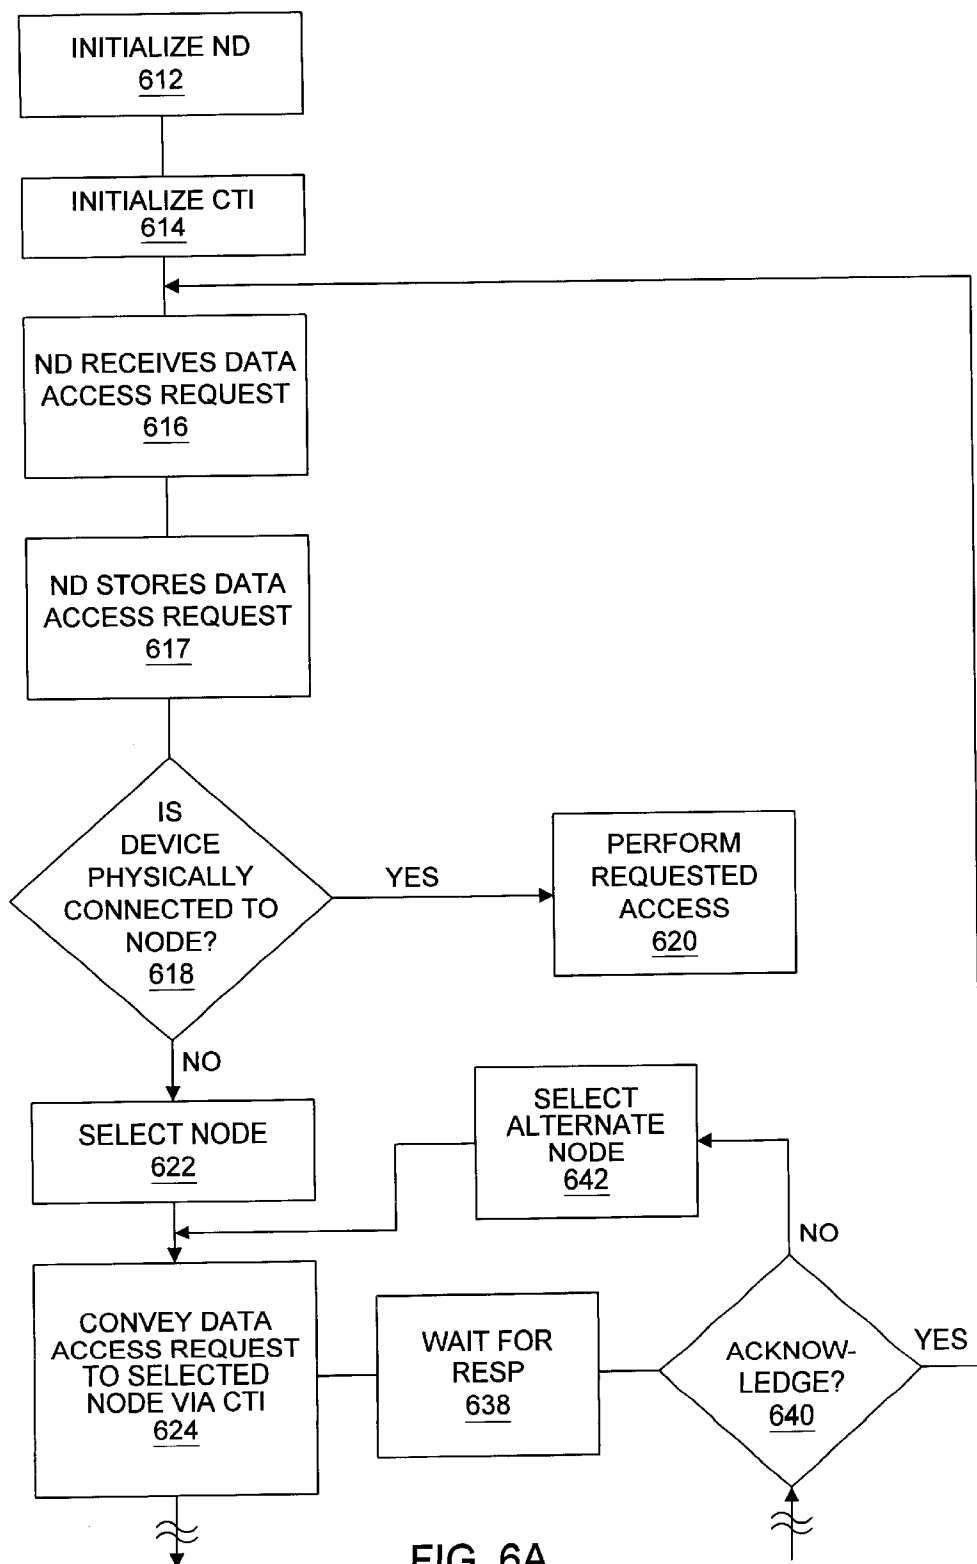 INITIALIZE ND
612
INITIALIZE CTI
614
ND RECEIVES DATA
ACCESS REQUEST
616
ND STORES DATA
ACCESS REQUEST
617
IS
DEVICE
PHYSICALLY
CONNECTED TO
NODE?
618
YES
PERFORM
REQUESTED
ACCESS
620
NO
SELECT NODE
622
SELECT
ALTERNATE
NODE
642
NO
CONVEY DATA
ACCESS REQUEST
TO SELECTED
NODE VIA CTI
624
WAIT FOR
RESP
638
ACKNOW-
LEDGE?
640
YES
FIG. 6A